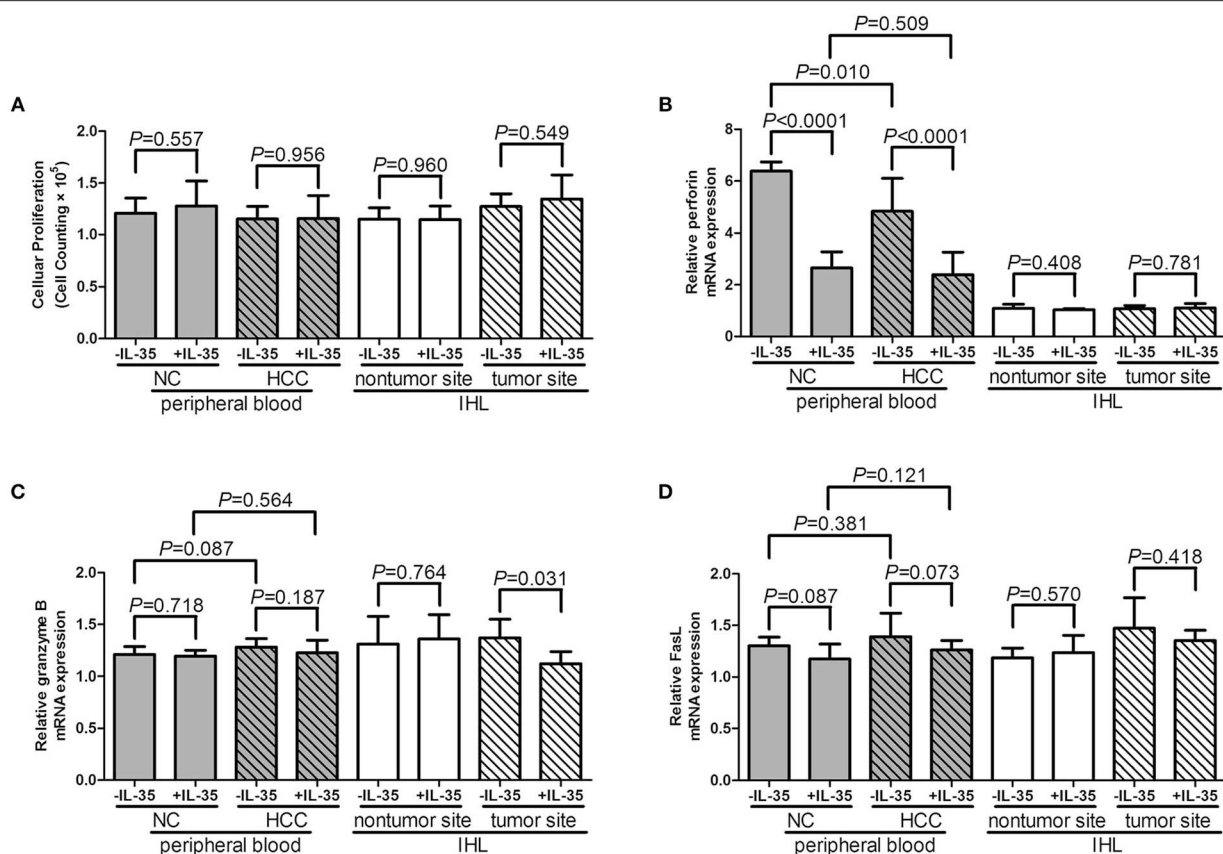 A
Celluar Proliferation
(Cell Counting × 10⁵)
2.0
1.5
1.0
0.5
0.0
P=0.557
P=0.956
P=0.960
P=0.549
-IL-35 +IL-35 -IL-35 +IL-35 -IL-35 +IL-35 -IL-35 +IL-35
NC HCC nontumor site tumor site
peripheral blood IHL
B
Relative perforin
mRNA expression
8
6
4
2
0
P=0.509
P=0.010
P<0.0001
P<0.0001
P=0.408
P=0.781
-IL-35 +IL-35 -IL-35 +IL-35 -IL-35 +IL-35 -IL-35 +IL-35
NC HCC nontumor site tumor site
peripheral blood IHL
C
Relative granzyme B
mRNA expression
2.0
1.5
1.0
0.5
0.0
P=0.564
P=0.087
P=0.718
P=0.187
P=0.764
P=0.031
-IL-35 +IL-35 -IL-35 +IL-35 -IL-35 +IL-35 -IL-35 +IL-35
NC HCC nontumor site tumor site
peripheral blood IHL
D
Relative FasL
mRNA expression
2.0
1.5
1.0
0.5
0.0
P=0.121
P=0.381
P=0.087
P=0.073
P=0.570
P=0.418
-IL-35 +IL-35 -IL-35 +IL-35 -IL-35 +IL-35 -IL-35 +IL-35
NC HCC nontumor site tumor site
peripheral blood IHL